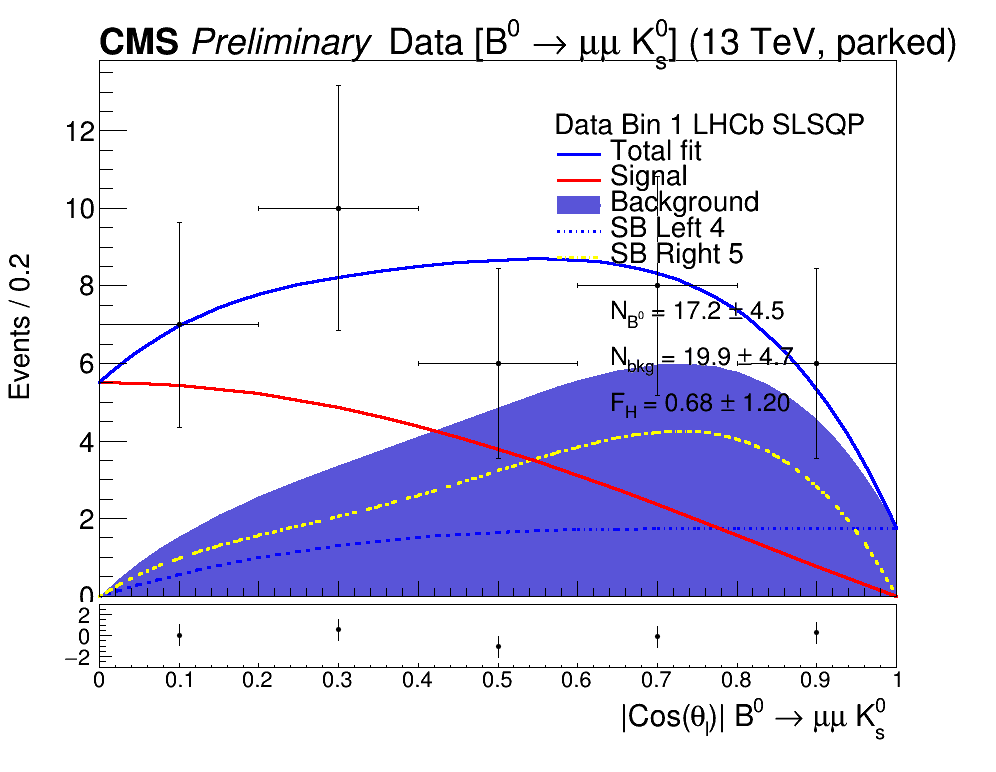 CMS Preliminary Data [B⁰ → μμ K⁰ₛ] (13 TeV, parked)
Events / 0.2
12
10
8
6
4
2
0
Data Bin 1 LHCb SLSQP
Total fit
Signal
Background
SB Left 4
SB Right 5
N_B⁰ = 17.2 ± 4.5
N_bkg = 19.9 ± 4.7
F_H = 0.68 ± 1.20
2
0
−2
0 0.1 0.2 0.3 0.4 0.5 0.6 0.7 0.8 0.9 1
|Cos(θₗ)| B⁰ → μμ K⁰ₛ